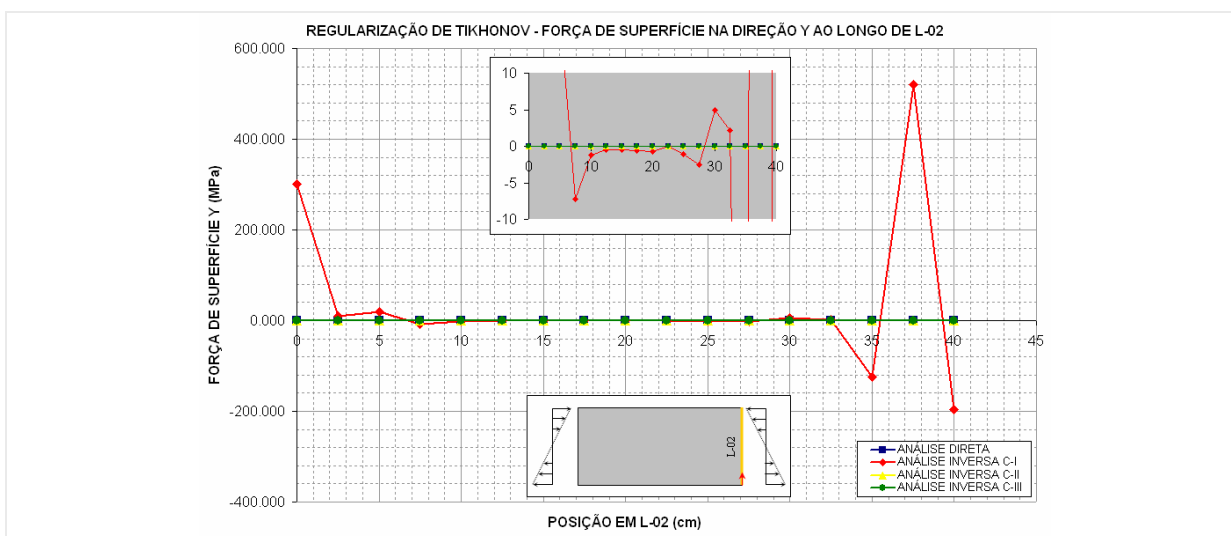 REGULARIZAÇÃO DE TIKHONOV - FORÇA DE SUPERFÍCIE NA DIREÇÃO Y AO LONGO DE L-02
FORÇA DE SUPERFÍCIE Y (MPa)
600.000
400.000
200.000
0.000
-200.000
-400.000
0 5 10 15 20 25 30 35 40 45
POSIÇÃO EM L-02 (cm)
10
5
0
-5
-10
0 10 20 30 40
L-02
ANÁLISE DIRETA
ANÁLISE INVERSA C-I
ANÁLISE INVERSA C-II
ANÁLISE INVERSA C-III